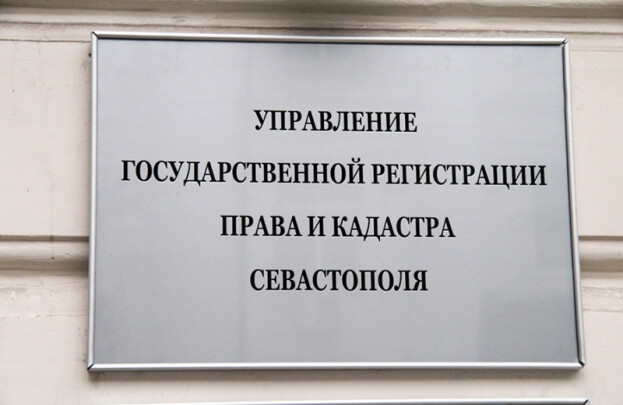 УПРАВЛЕНИЕ
ГОСУДАРСТВЕННОЙ РЕГИСТРАЦИИ
ПРАВА И КАДАСТРА
СЕВАСТОПОЛЯ